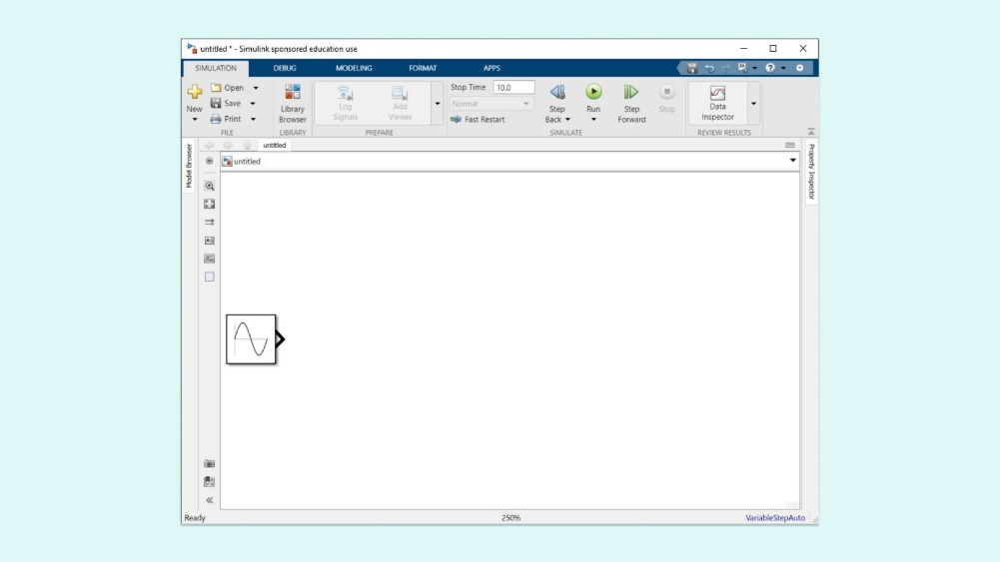 untitled * - Simulink sponsored education use
SIMULATION DEBUG MODELING FORMAT APPS
New
Open
Save
Print
FILE
Library Browser
LIBRARY
Log Signals
Add Viewer
PREPARE
Stop Time 10.0
Normal
Fast Restart
Step Back
Run
Step Forward
Stop
SIMULATE
Data Inspector
REVIEW RESULTS
Model Browser
untitled
untitled
Property Inspector
Ready 250% VariableStepAuto